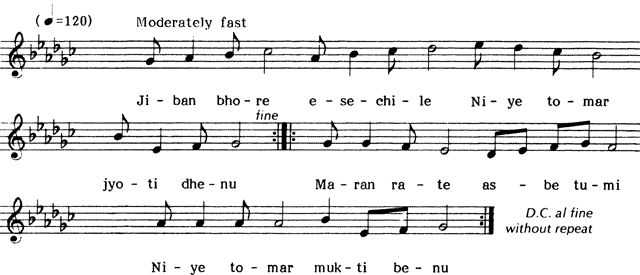 (♩=120) Moderately fast
Ji - ban bho - re e - se - chi - le Ni - ye to - mar
fine
jyo - ti dhe - nu Ma - ran ra - te as - be tu - mi
D.C. al fine
without repeat
Ni - ye to - mar muk - ti be - nu